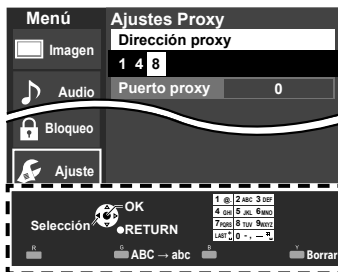 Menú
Ajustes Proxy
Imagen
Dirección proxy
1 4 8
Audio
Puerto proxy 0
Bloqueo
Ajuste
Selección
OK
RETURN
1 @. 2 ABC 3 DEF
4 GHI 5 JKL 6 MNO
7 PQRS 8 TUV 9 WXYZ
LAST 0 - ,
R G B Y
ABC → abc Borrar